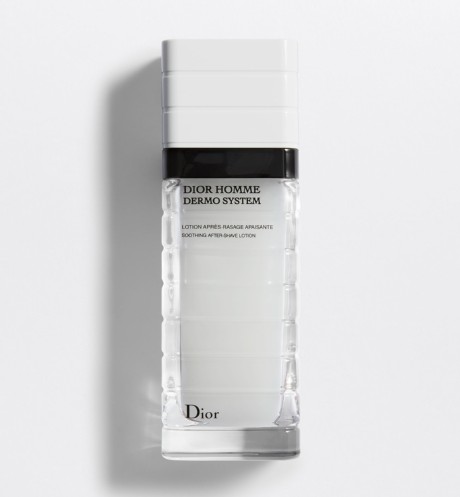 DIOR HOMME
DERMO SYSTEM
LOTION APRÈS-RASAGE APAISANTE
SOOTHING AFTER-SHAVE LOTION
Dior